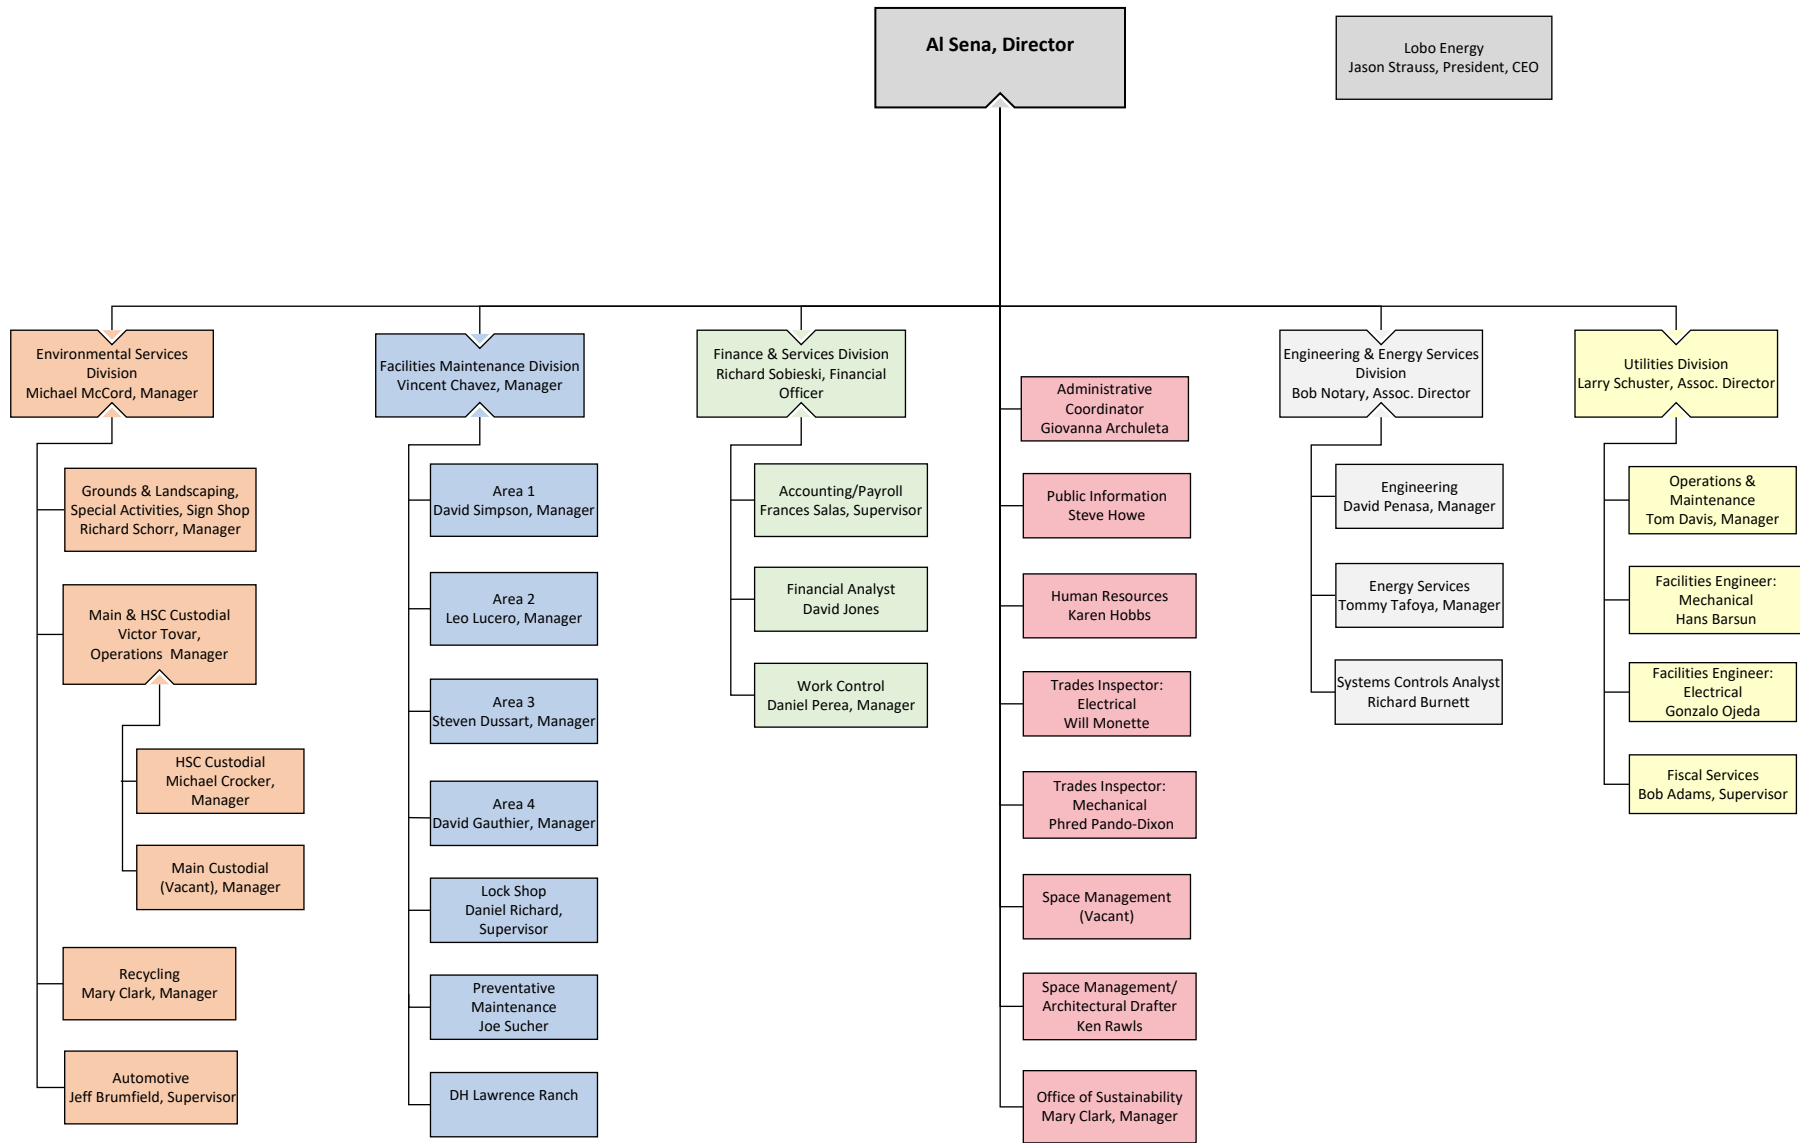 Al Sena, Director
Lobo Energy
Jason Strauss, President, CEO
Environmental Services
Division
Michael McCord, Manager
Grounds & Landscaping,
Special Activities, Sign Shop
Richard Schorr, Manager
Main & HSC Custodial
Victor Tovar,
Operations  Manager
HSC Custodial
Michael Crocker,
Manager
Main Custodial
(Vacant), Manager
Recycling
Mary Clark, Manager
Automotive
Jeff Brumfield, Supervisor
Facilities Maintenance Division
Vincent Chavez, Manager
Area 1
David Simpson, Manager
Area 2
Leo Lucero, Manager
Area 3
Steven Dussart, Manager
Area 4
David Gauthier, Manager
Lock Shop
Daniel Richard,
Supervisor
Preventative
Maintenance
Joe Sucher
DH Lawrence Ranch
Finance & Services Division
Richard Sobieski, Financial
Officer
Accounting/Payroll
Frances Salas, Supervisor
Financial Analyst
David Jones
Work Control
Daniel Perea, Manager
Administrative
Coordinator
Giovanna Archuleta
Public Information
Steve Howe
Human Resources
Karen Hobbs
Trades Inspector:
Electrical
Will Monette
Trades Inspector:
Mechanical
Phred Pando-Dixon
Space Management
(Vacant)
Space Management/
Architectural Drafter
Ken Rawls
Office of Sustainability
Mary Clark, Manager
Engineering & Energy Services
Division
Bob Notary, Assoc. Director
Engineering
David Penasa, Manager
Energy Services
Tommy Tafoya, Manager
Systems Controls Analyst
Richard Burnett
Utilities Division
Larry Schuster, Assoc. Director
Operations &
Maintenance
Tom Davis, Manager
Facilities Engineer:
Mechanical
Hans Barsun
Facilities Engineer:
Electrical
Gonzalo Ojeda
Fiscal Services
Bob Adams, Supervisor